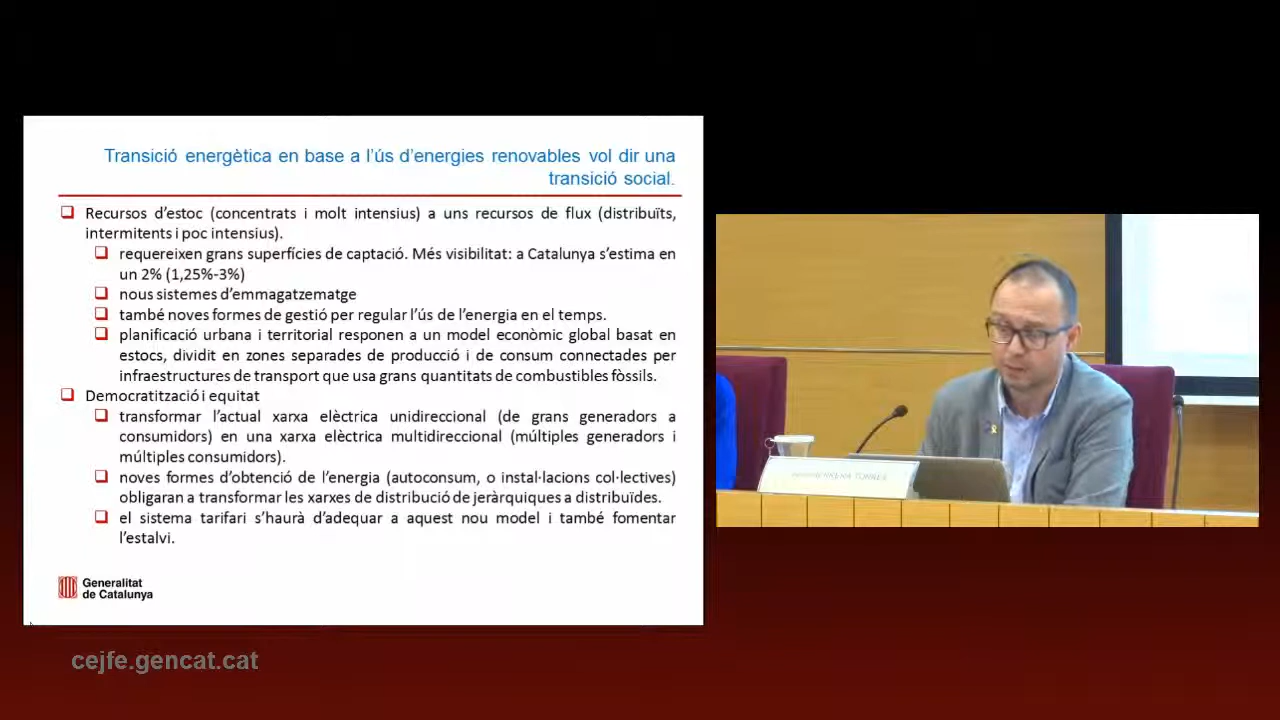 Transició energètica en base a l'ús d'energies renovables vol dir una
transició social.
Recursos d'estoc (concentrats i molt intensius) a uns recursos de flux (distribuïts,
intermitents i poc intensius).
requereixen grans superfícies de captació. Més visibilitat: a Catalunya s'estima en
un 2% (1,25%-3%)
nous sistemes d'emmagatzematge
també noves formes de gestió per regular l'ús de l'energia en el temps.
planificació urbana i territorial responen a un model econòmic global basat en
estocs, dividit en zones separades de producció i de consum connectades per
infraestructures de transport que usa grans quantitats de combustibles fòssils.
Democratització i equitat
transformar l'actual xarxa elèctrica unidireccional (de grans generadors a
consumidors) en una xarxa elèctrica multidireccional (múltiples generadors i
múltiples consumidors).
noves formes d'obtenció de l'energia (autoconsum, o instal·lacions col·lectives)
obligaran a transformar les xarxes de distribució de jeràrquiques a distribuïdes.
el sistema tarifari s'haurà d'adequar a aquest nou model i també fomentar
l'estalvi.
Generalitat
de Catalunya
cejfe.gencat.cat
TORRES